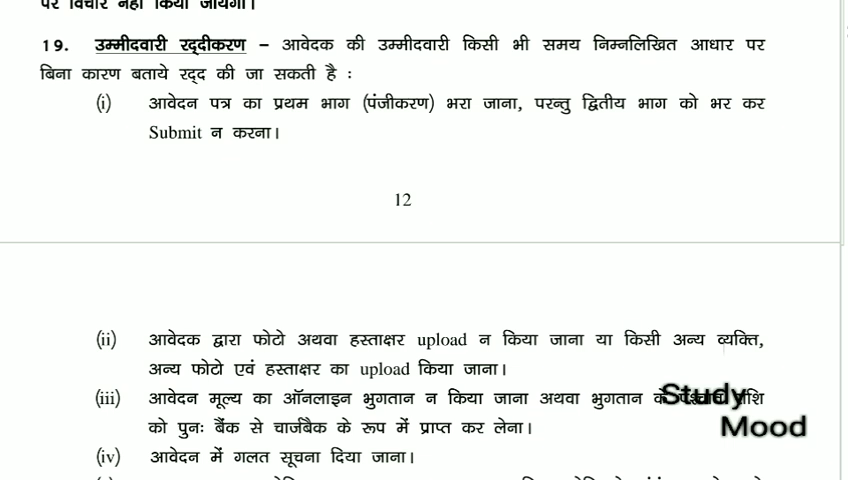 पर विचार नहीं किया जायेगा।
19. उम्मीदवारी रद्दीकरण – आवेदक की उम्मीदवारी किसी भी समय निम्नलिखित आधार पर
बिना कारण बताये रद्द की जा सकती है :
(i) आवेदन पत्र का प्रथम भाग (पंजीकरण) भरा जाना, परन्तु द्वितीय भाग को भर कर
Submit न करना।
12
(ii) आवेदक द्वारा फोटो अथवा हस्ताक्षर upload न किया जाना या किसी अन्य व्यक्ति,
अन्य फोटो एवं हस्ताक्षर का upload किया जाना।
(iii) आवेदन मूल्य का ऑनलाइन भुगतान न किया जाना अथवा भुगतान के पश्चात राशि
को पुनः बैंक से चार्जबैक के रूप में प्राप्त कर लेना।
(iv) आवेदन में गलत सूचना दिया जाना।
Study
Mood